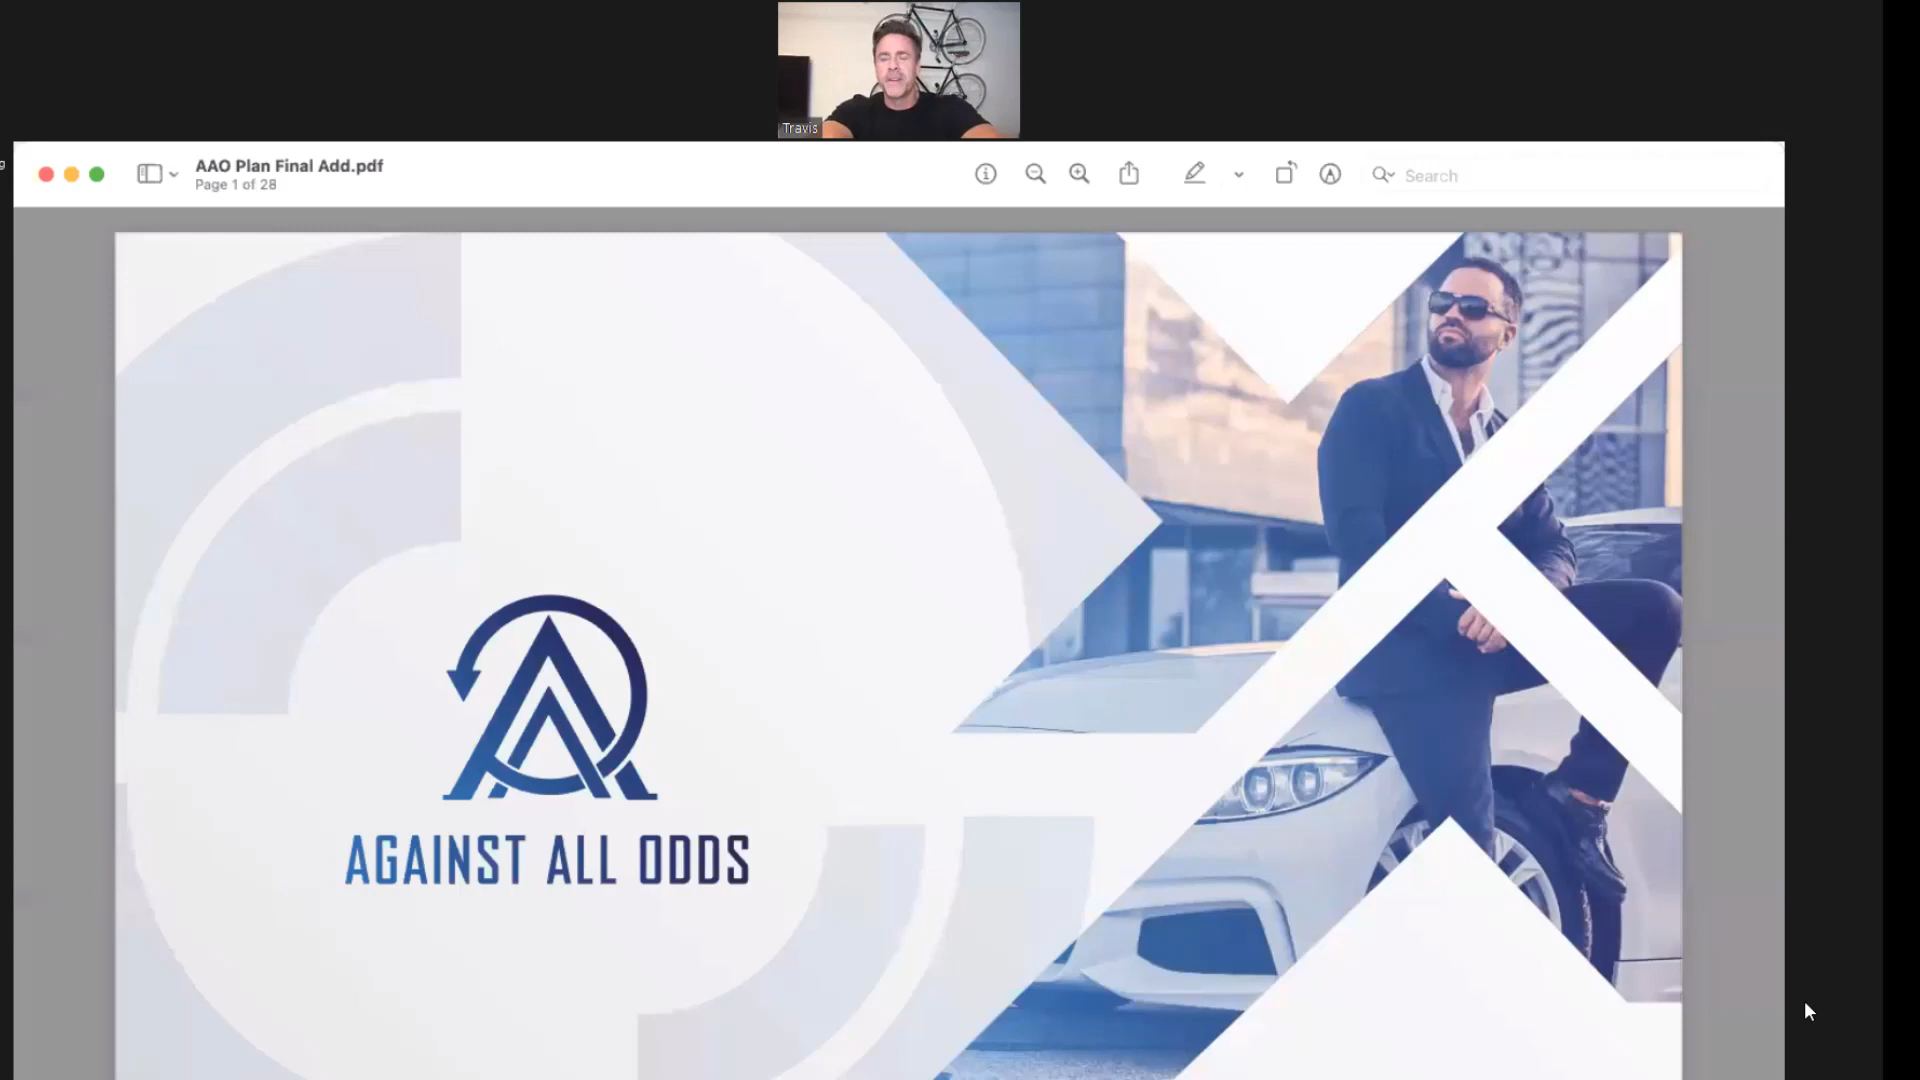 Travis
g
AAO Plan Final Add.pdf
Page 1 of 28
Search
AGAINST ALL ODDS